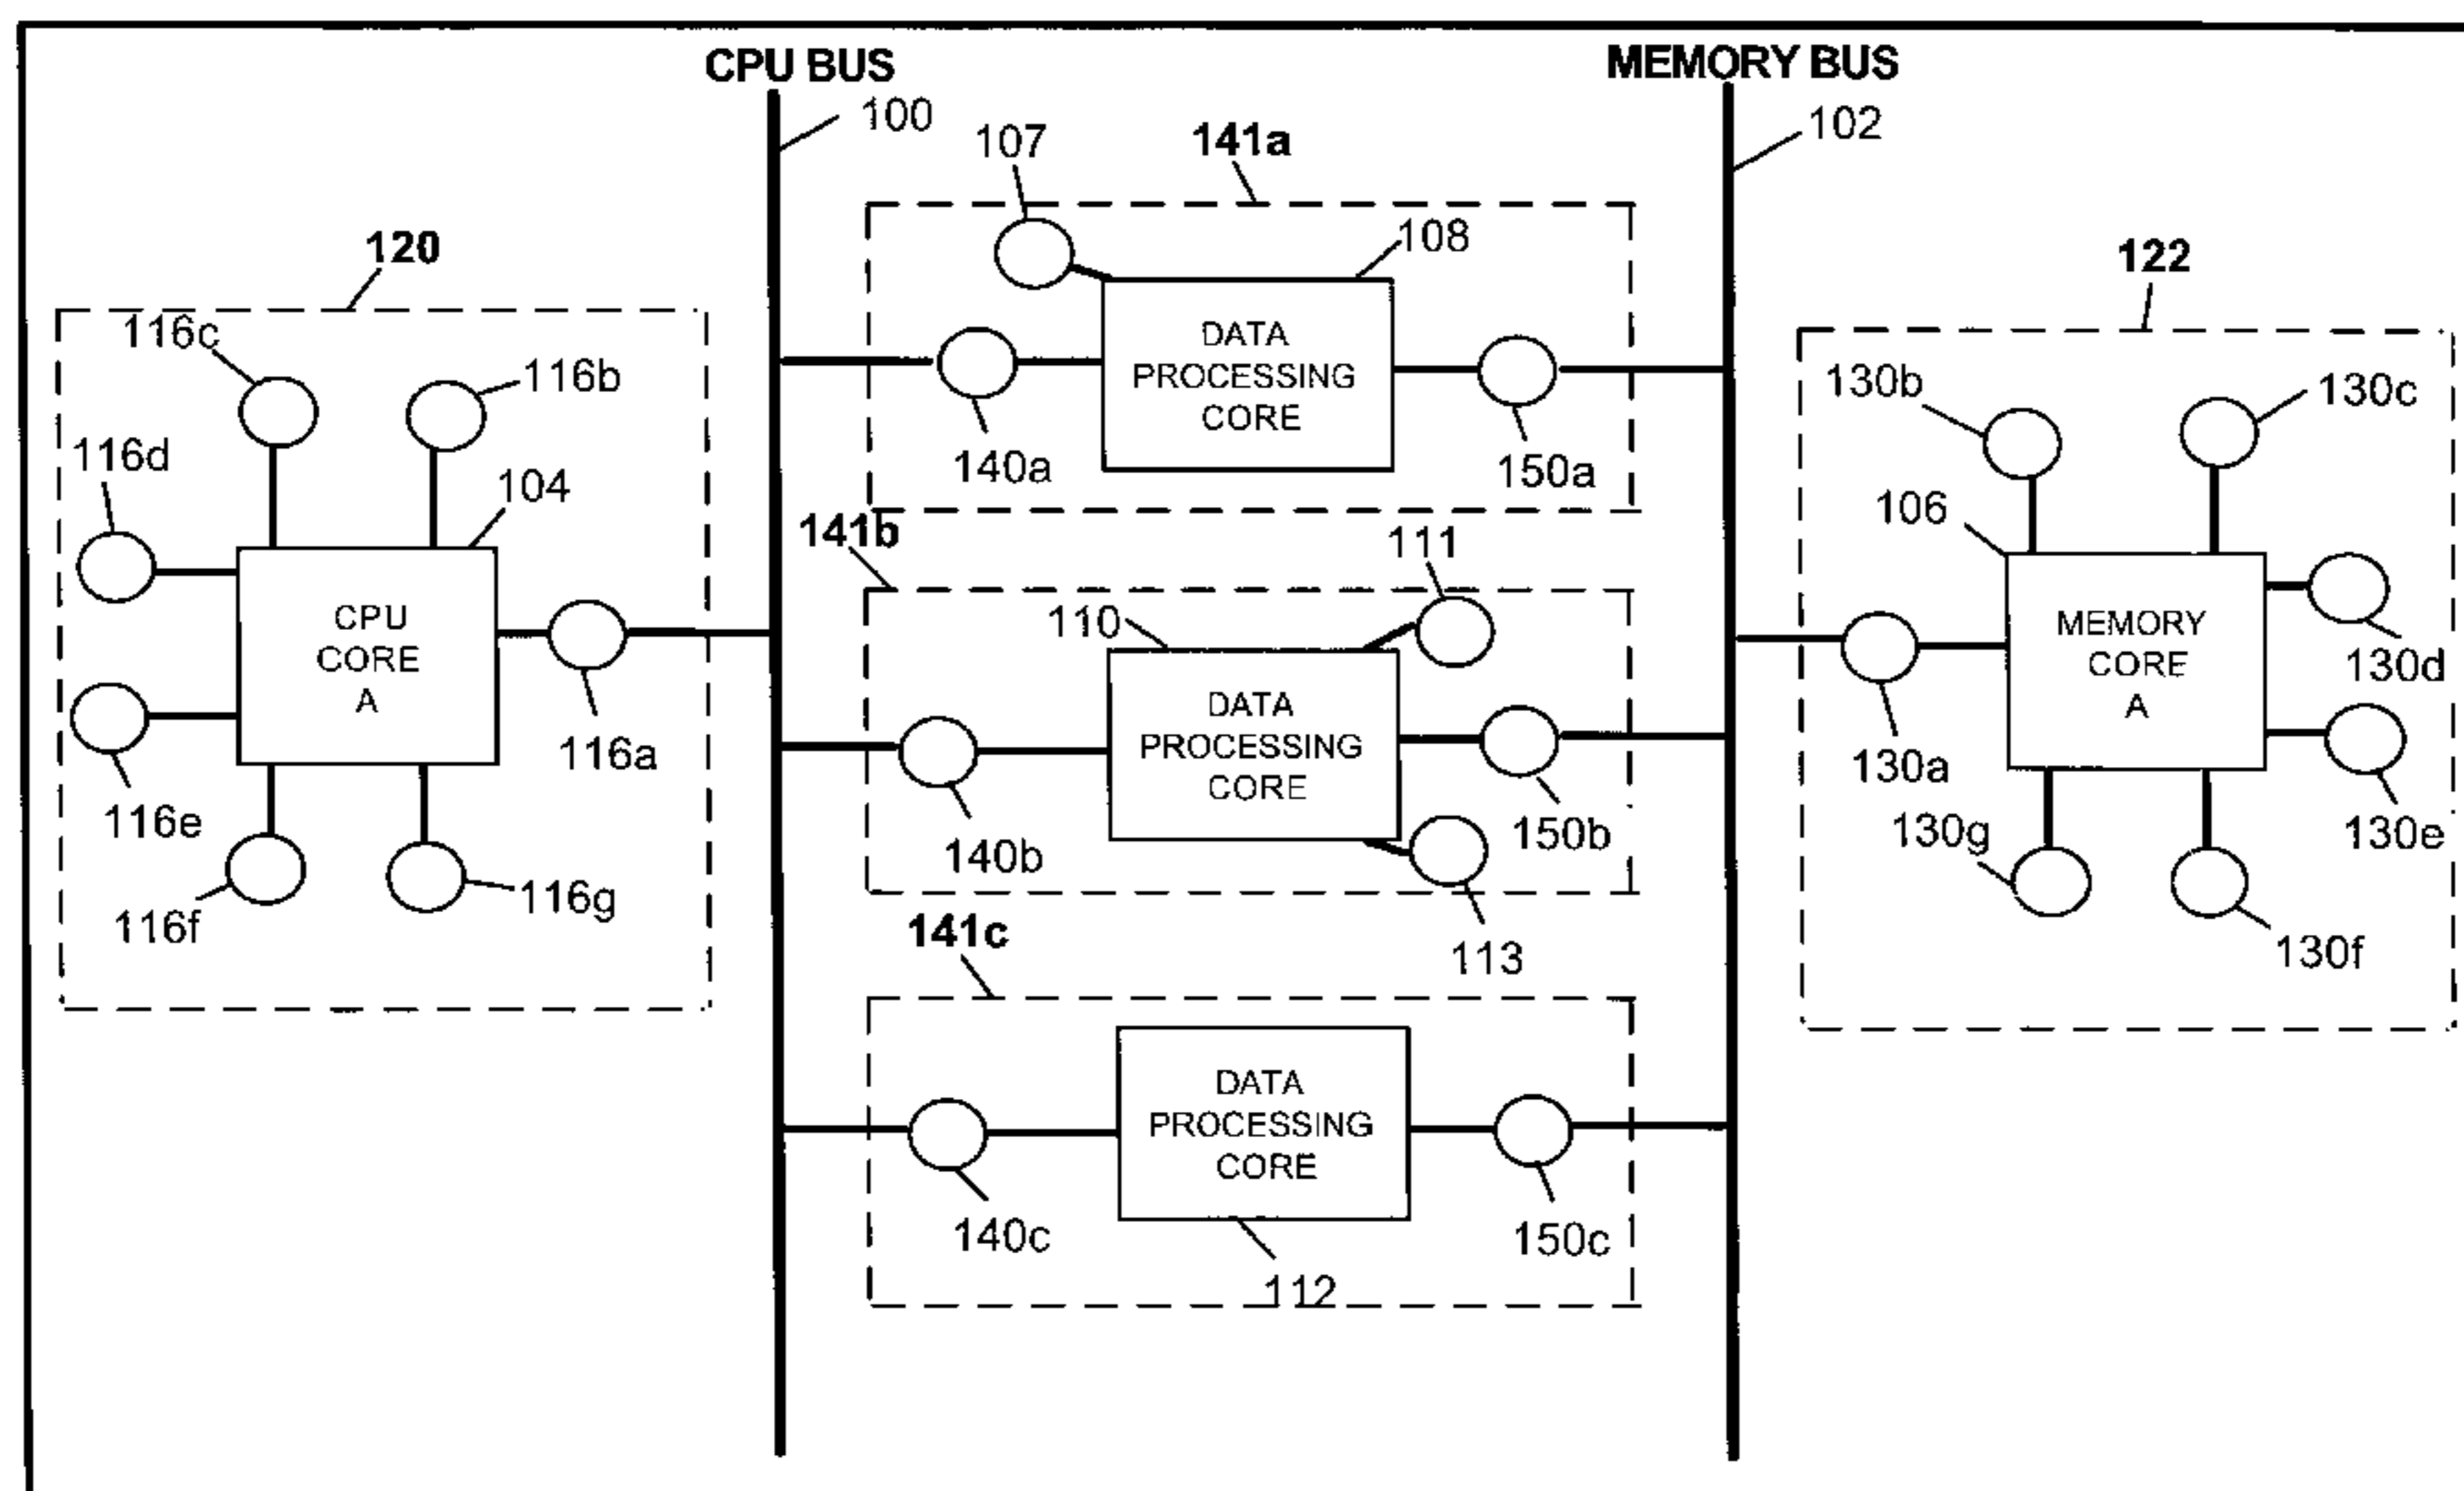 CPU BUS
MEMORY BUS
100
102
107
141a
108
120
122
116c
116b
DATA
PROCESSING
CORE
130b
130c
116d
104
140a
150a
106
141b
111
110
CPU
CORE
A
MEMORY
CORE
A
130d
DATA
PROCESSING
CORE
116a
130a
116e
140b
150b
130g
130e
116f
116g
141c
113
130f
DATA
PROCESSING
CORE
140c
150c
112